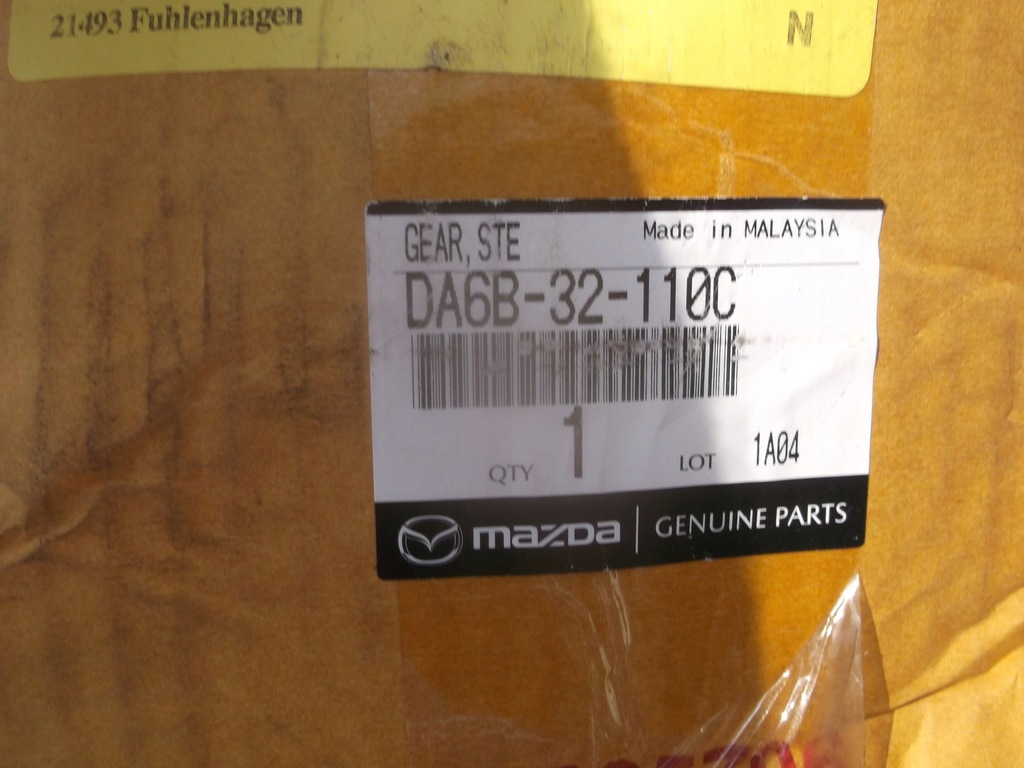 21493 Fuhlenhagen
N
GEAR, STE
Made in MALAYSIA
DA6B-32-110C
1
QTY
LOT
1A04
mazda
GENUINE PARTS